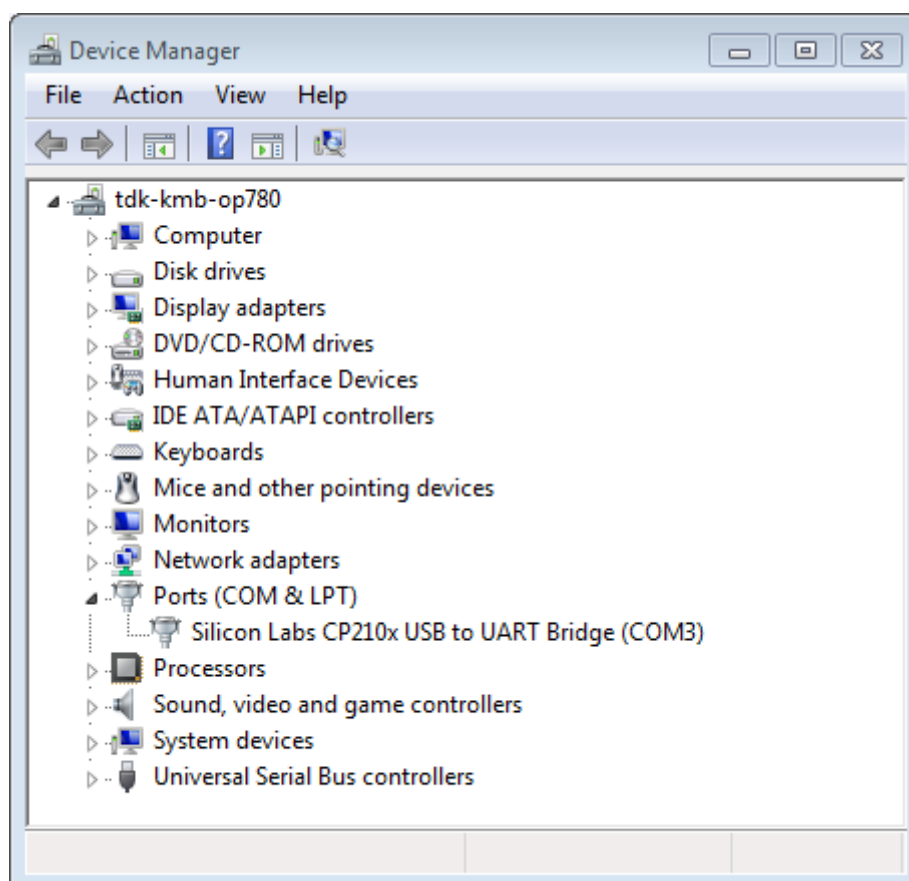 Device Manager
File Action View Help
?
tdk-kmb-op780
Computer
Disk drives
Display adapters
DVD/CD-ROM drives
Human Interface Devices
IDE ATA/ATAPI controllers
Keyboards
Mice and other pointing devices
Monitors
Network adapters
Ports (COM & LPT)
Silicon Labs CP210x USB to UART Bridge (COM3)
Processors
Sound, video and game controllers
System devices
Universal Serial Bus controllers